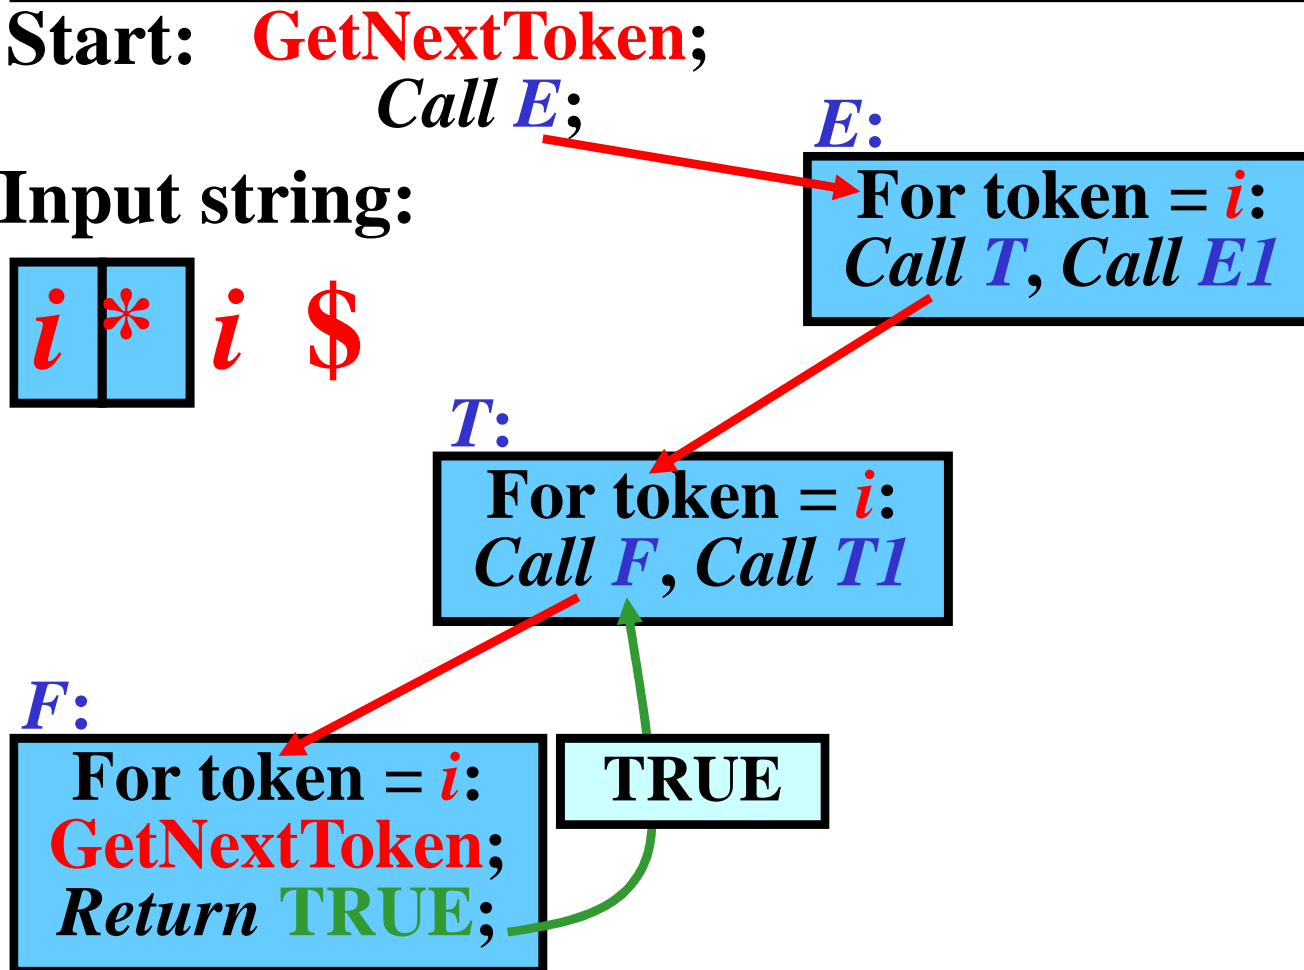 Start: GetNextToken;
Call E;
E:
For token = i:
Call T, Call E1
Input string:
i * i $
T:
For token = i:
Call F, Call T1
F:
For token = i:
GetNextToken;
Return TRUE;
TRUE